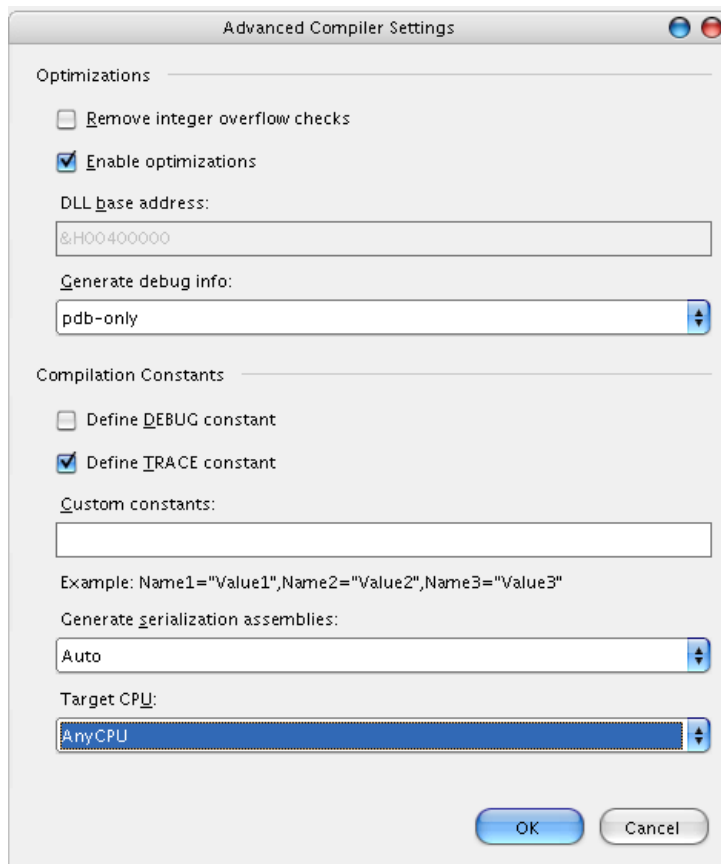 Advanced Compiler Settings
Optimizations
Remove integer overflow checks
Enable optimizations
DLL base address:
&H00400000
Generate debug info:
pdb-only
Compilation Constants
Define DEBUG constant
Define TRACE constant
Custom constants:
Example: Name1="Value1",Name2="Value2",Name3="Value3"
Generate serialization assemblies:
Auto
Target CPU:
AnyCPU
OK Cancel